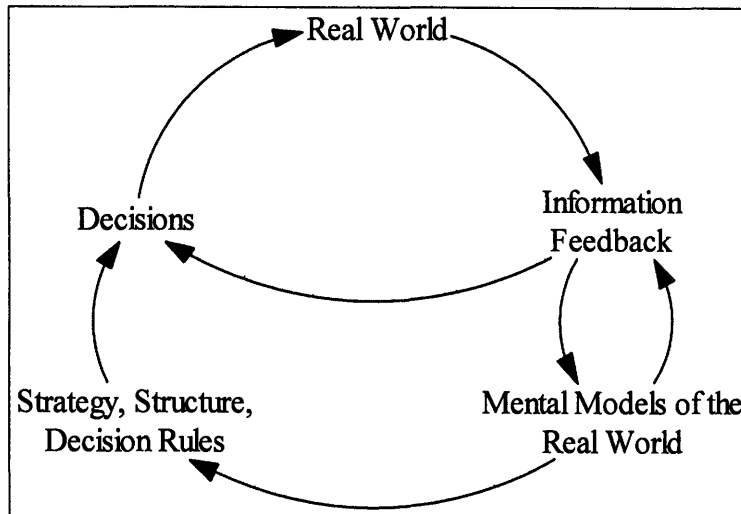 Real World
Decisions
Information
Feedback
Strategy, Structure,
Decision Rules
Mental Models of the
Real World